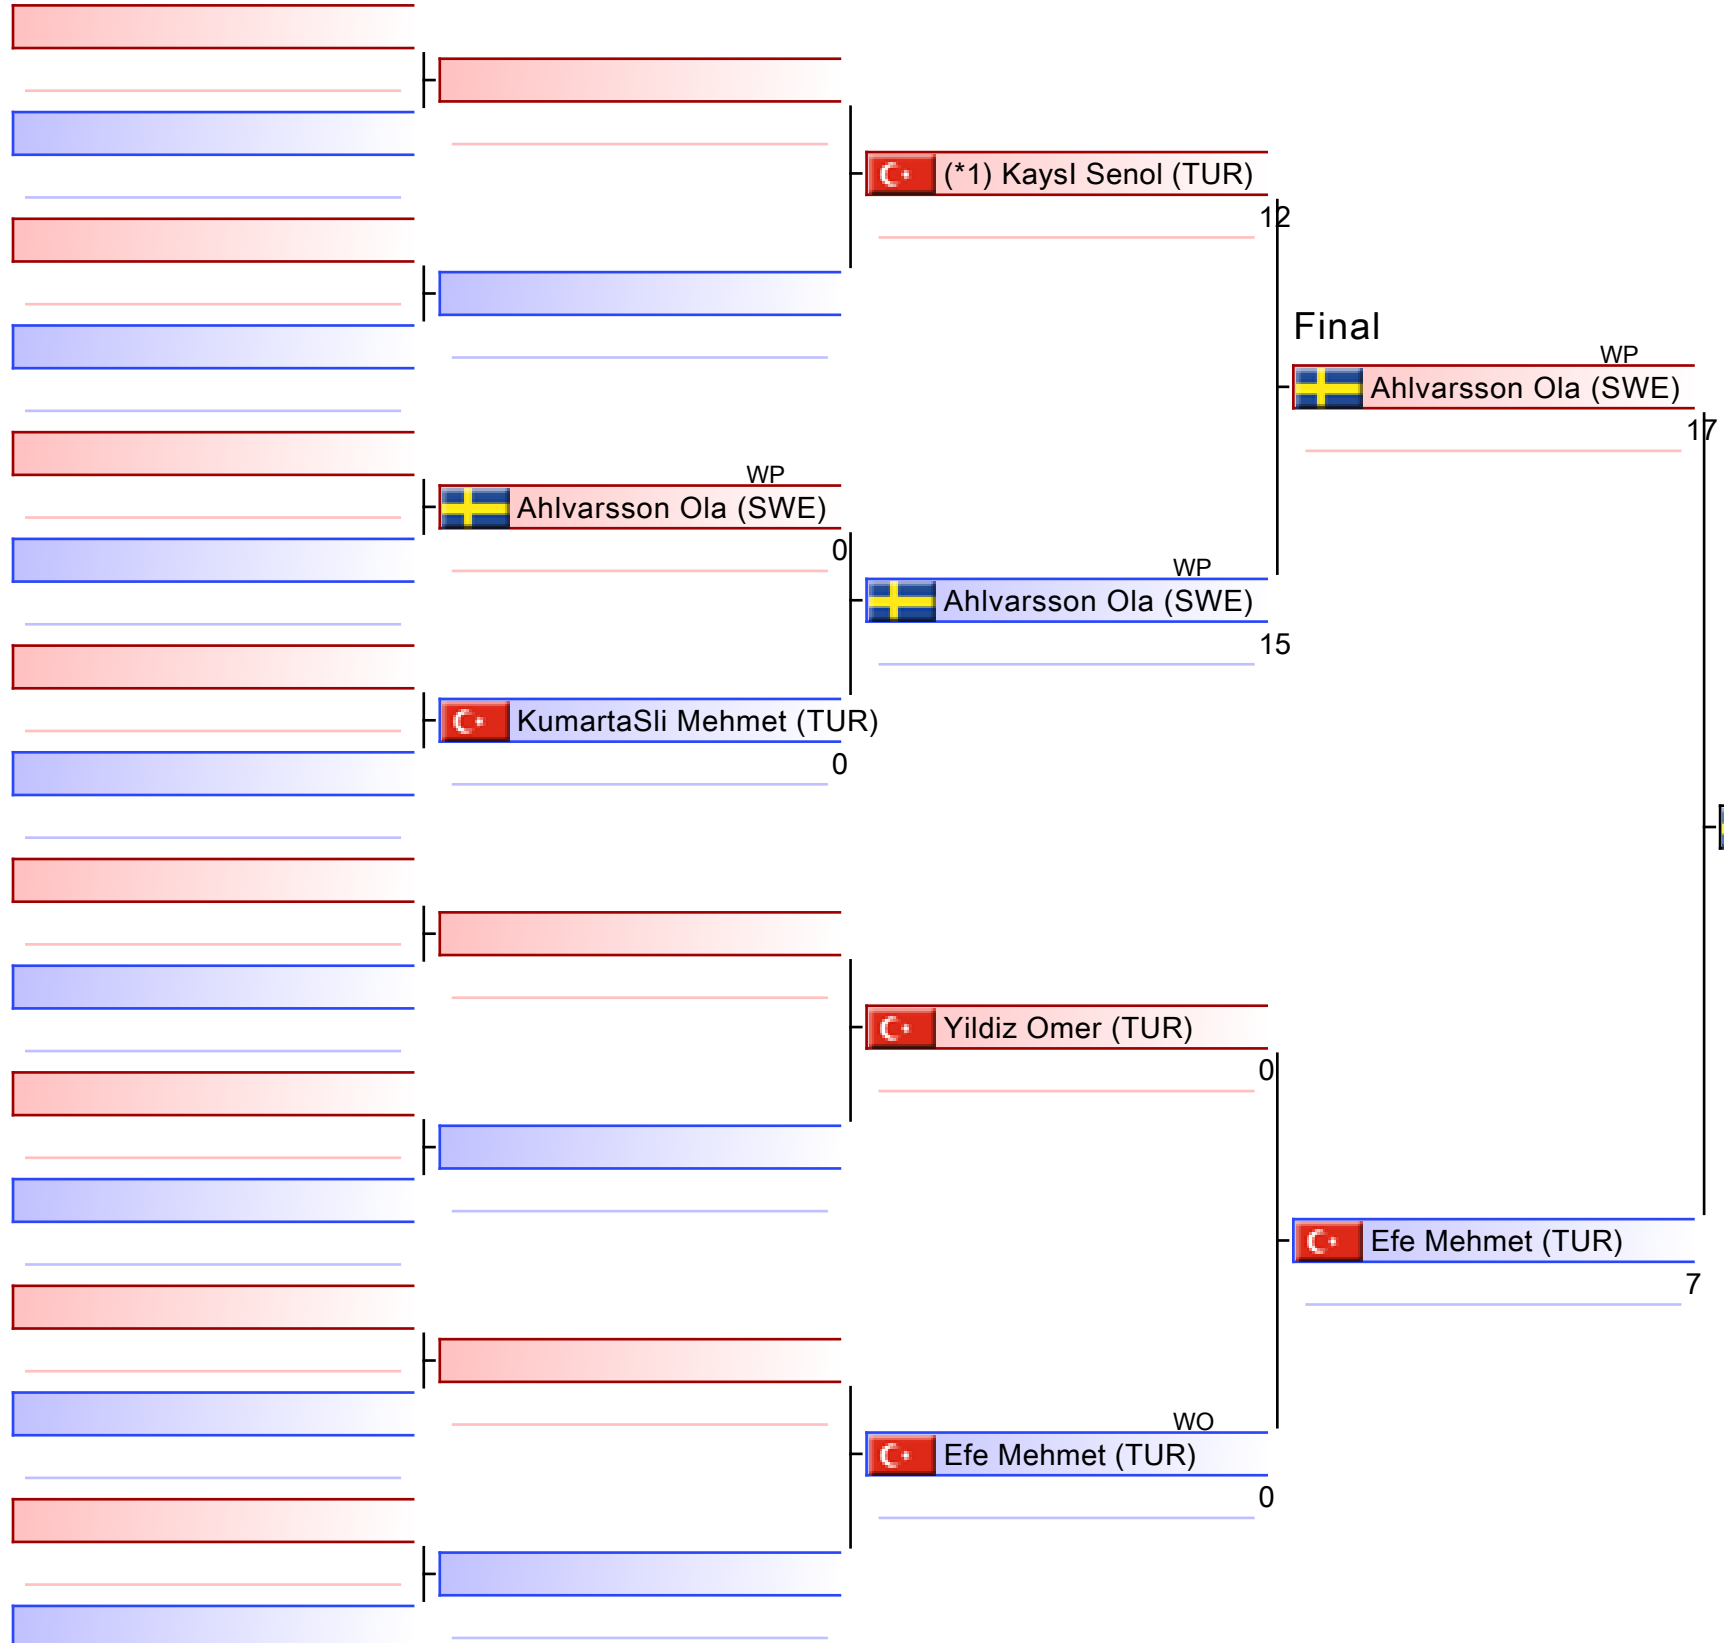 (*1) KaysI Senol (TUR)
12
Final
WP
Ahlvarsson Ola (SWE)
17
WP
Ahlvarsson Ola (SWE)
0
WP
Ahlvarsson Ola (SWE)
15
KumartaSli Mehmet (TUR)
0
Yildiz Omer (TUR)
0
Efe Mehmet (TUR)
7
WO
Efe Mehmet (TUR)
0